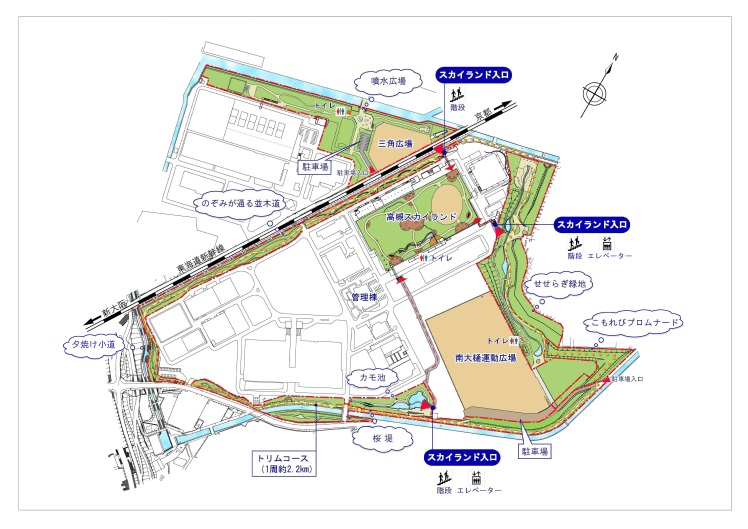 N
スカイランド入口
階段
噴水広場
トイレ
京都
三角広場
駐車場
駐車場入口
のぞみが通る並木道
高槻スカイランド
スカイランド入口
階段 エレベーター
トイレ
東海道新幹線
新大阪
管理棟
せせらぎ緑地
こもれびプロムナード
夕焼け小道
トイレ
南大樋運動広場
カモ池
駐車場入口
桜 堤
トリムコース
(1周約2.2km)
駐車場
スカイランド入口
階段 エレベーター